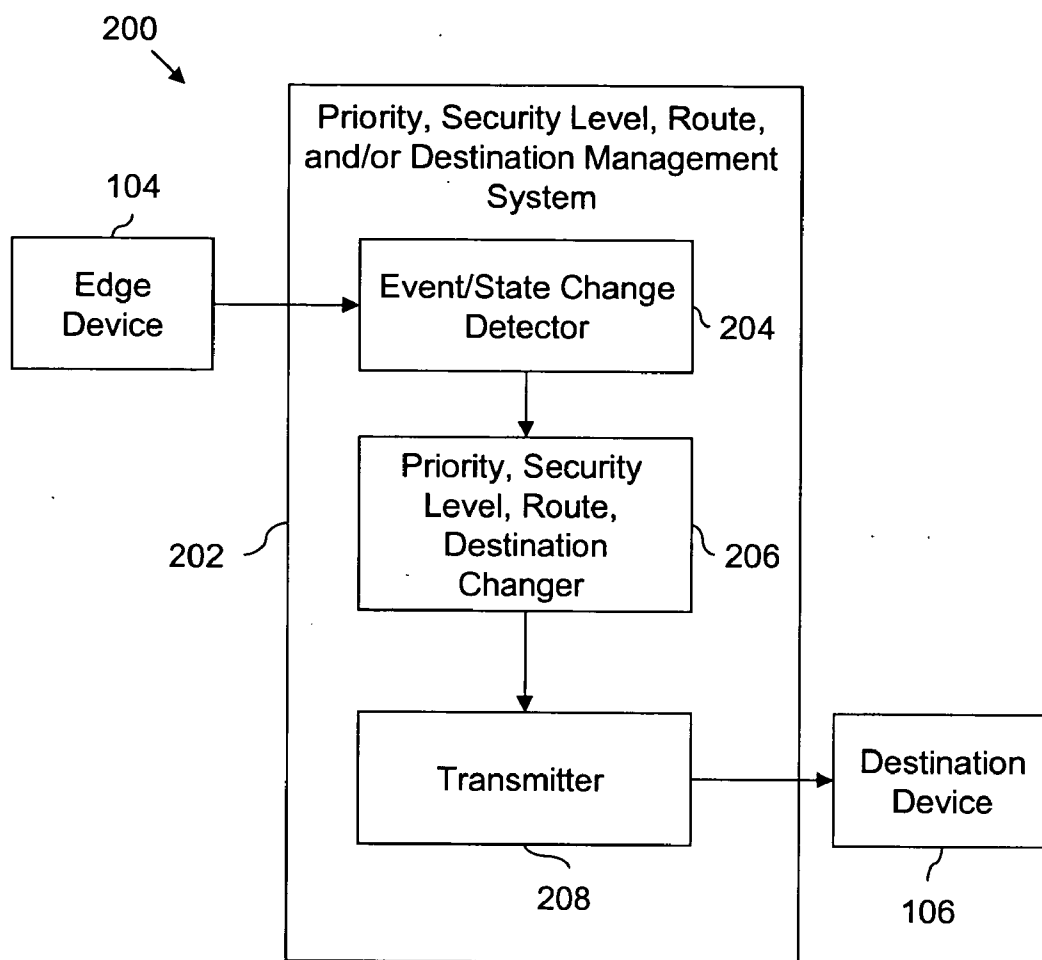 200
Priority, Security Level, Route,
and/or Destination Management
System
104
Edge
Device
Event/State Change
Detector
204
Priority, Security
Level, Route,
Destination
Changer
202
206
Transmitter
Destination
Device
208
106